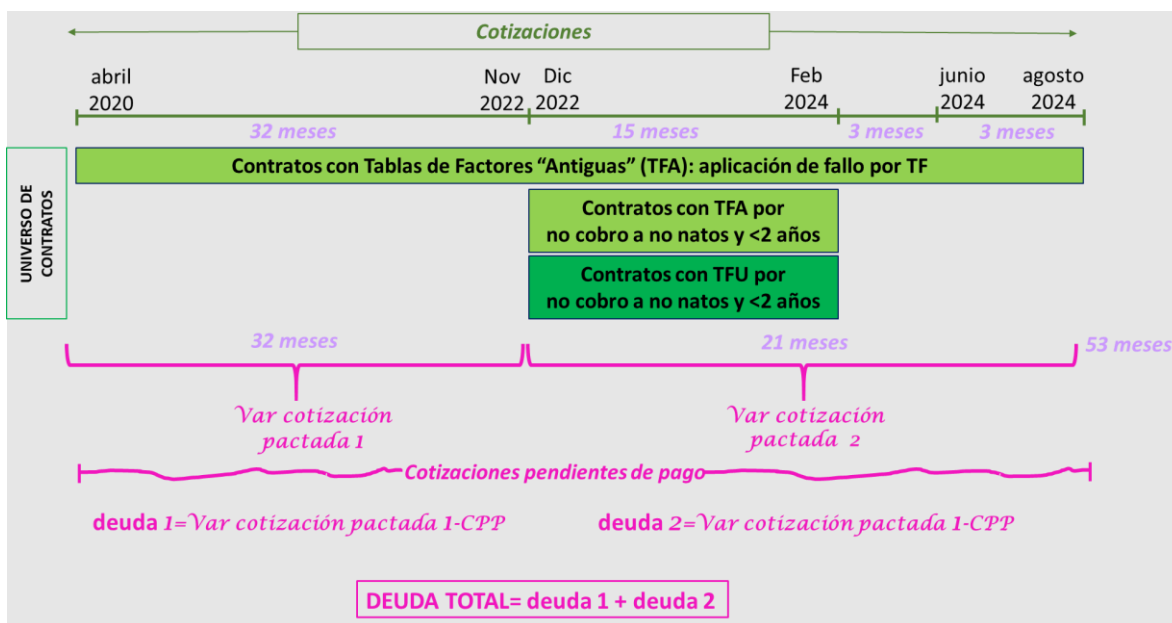 Cotizaciones
abril
2020
Nov
2022
Dic
2022
Feb
2024
junio
2024
agosto
2024
32 meses
15 meses
3 meses
3 meses
UNIVERSO DE
CONTRATOS
Contratos con Tablas de Factores “Antiguas” (TFA): aplicación de fallo por TF
Contratos con TFA por
no cobro a no natos y <2 años
Contratos con TFU por
no cobro a no natos y <2 años
32 meses
21 meses
53 meses
Var cotización
pactada 1
Var cotización
pactada 2
Cotizaciones pendientes de pago
deuda 1=Var cotización pactada 1-CPP
deuda 2=Var cotización pactada 1-CPP
DEUDA TOTAL= deuda 1 + deuda 2